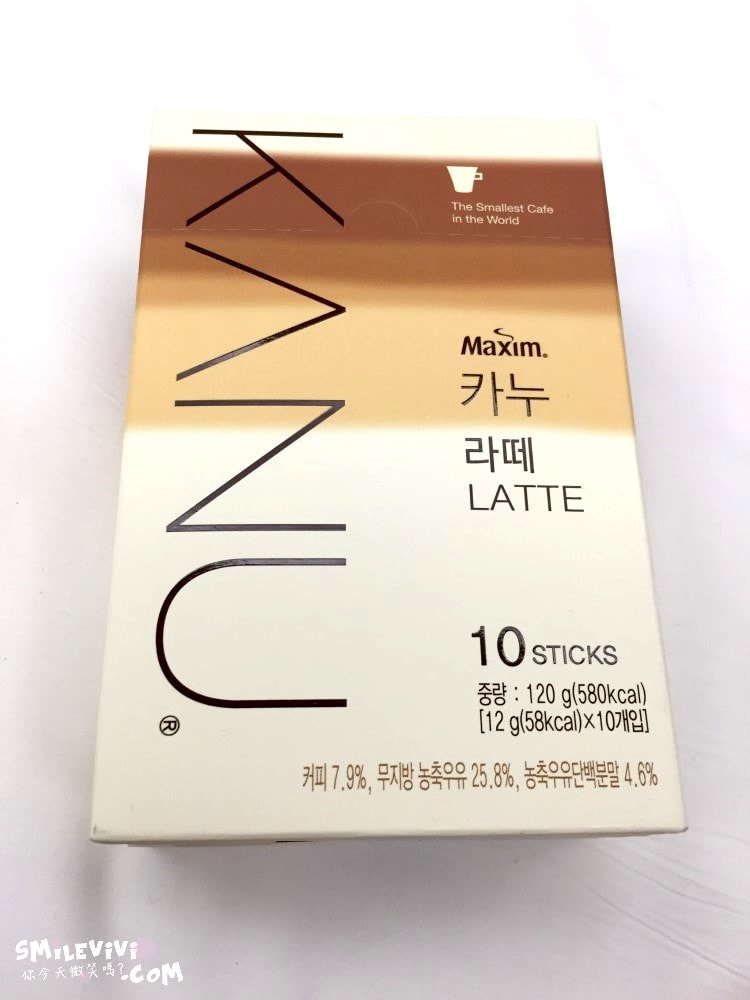 KANU®
The Smallest Cafe
in the World
Maxim®
카누
라떼
LATTE
10 STICKS
중량 : 120 g(580kcal)
[12 g(58kcal)×10개입]
커피 7.9%, 무지방 농축우유 25.8%, 농축우유단백분말 4.6%
SMiLEViVi
你今天微笑嗎?.COM